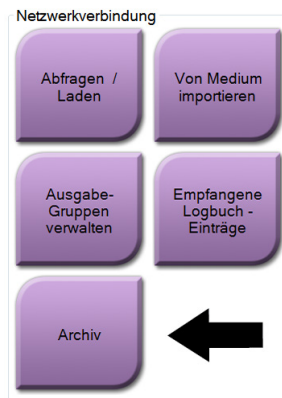 Netzwerkverbindung
Abfragen /
Laden
Von Medium
importieren
Ausgabe-
Gruppen
verwalten
Empfangene
Logbuch -
Einträge
Archiv